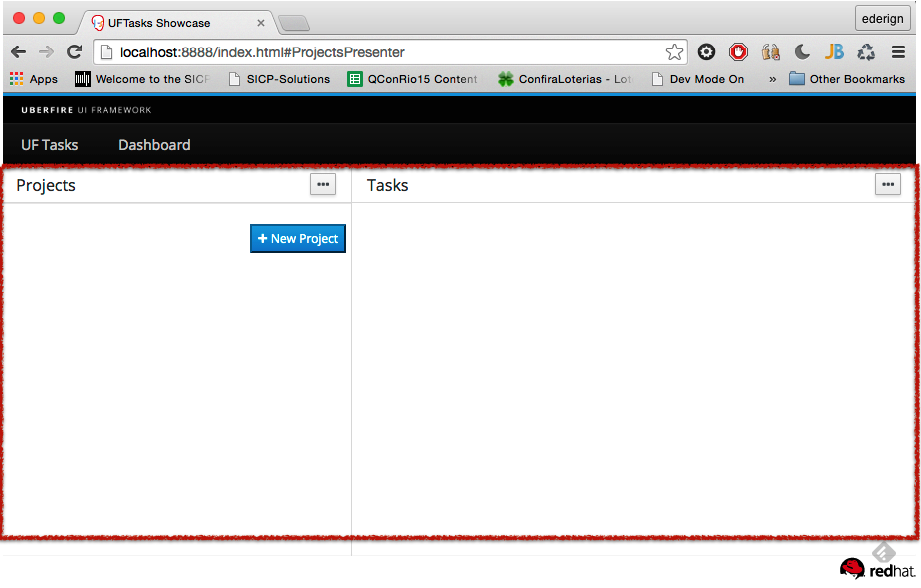 UFTasks Showcase
ederign
localhost:8888/index.html#ProjectsPresenter
JB
Apps Welcome to the SICP SICP-Solutions QConRio15 Content ConfiraLoterias - Lot Dev Mode On » Other Bookmarks
UBERFIRE UI FRAMEWORK
UF Tasks Dashboard
Projects ••• Tasks •••
+ New Project
redhat.